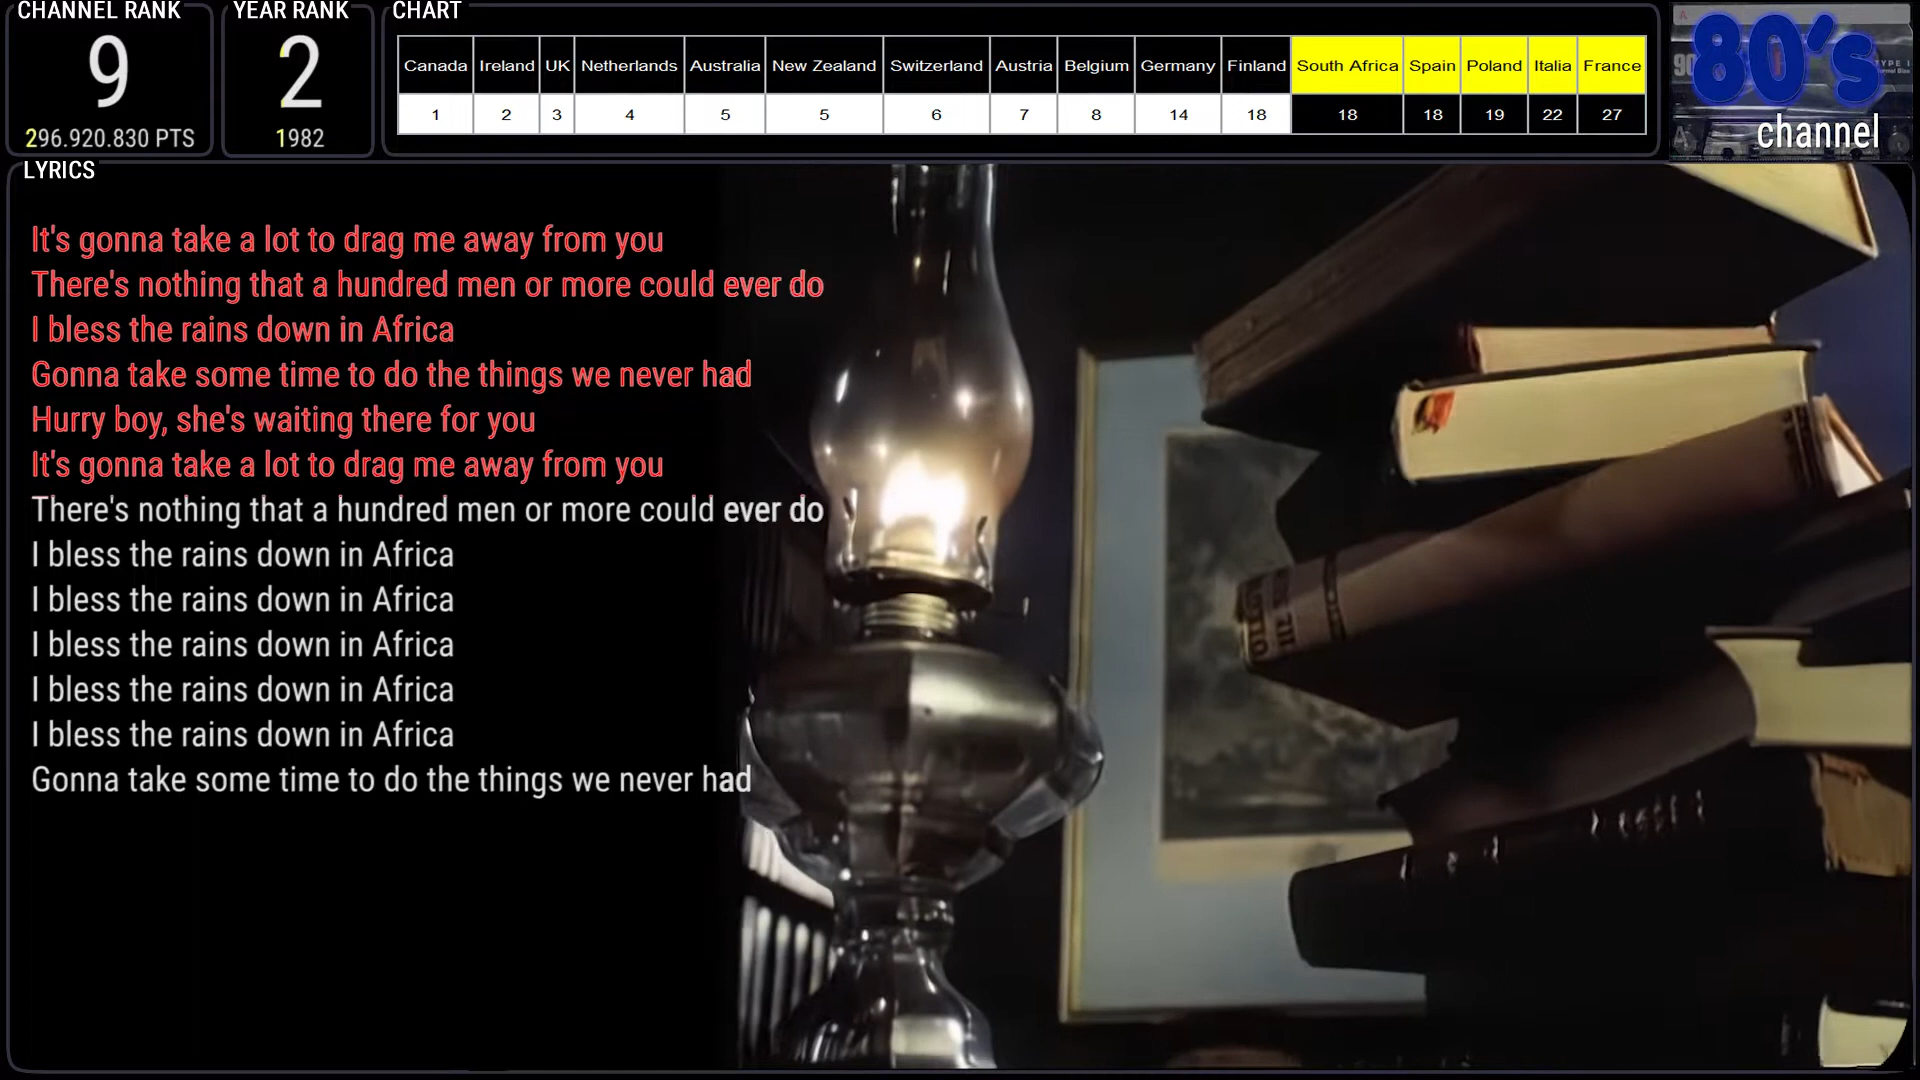 CHANNEL RANK
9
296.920.830 PTS
YEAR RANK
2
1982
CHART
Canada Ireland UK Netherlands Australia New Zealand Switzerland Austria Belgium Germany Finland South Africa Spain Poland Italia France
1 2 3 4 5 5 6 7 8 14 18 18 18 19 22 27
80's
channel
LYRICS
It's gonna take a lot to drag me away from you
There's nothing that a hundred men or more could ever do
I bless the rains down in Africa
Gonna take some time to do the things we never had
Hurry boy, she's waiting there for you
It's gonna take a lot to drag me away from you
There's nothing that a hundred men or more could ever do
I bless the rains down in Africa
I bless the rains down in Africa
I bless the rains down in Africa
I bless the rains down in Africa
I bless the rains down in Africa
Gonna take some time to do the things we never had